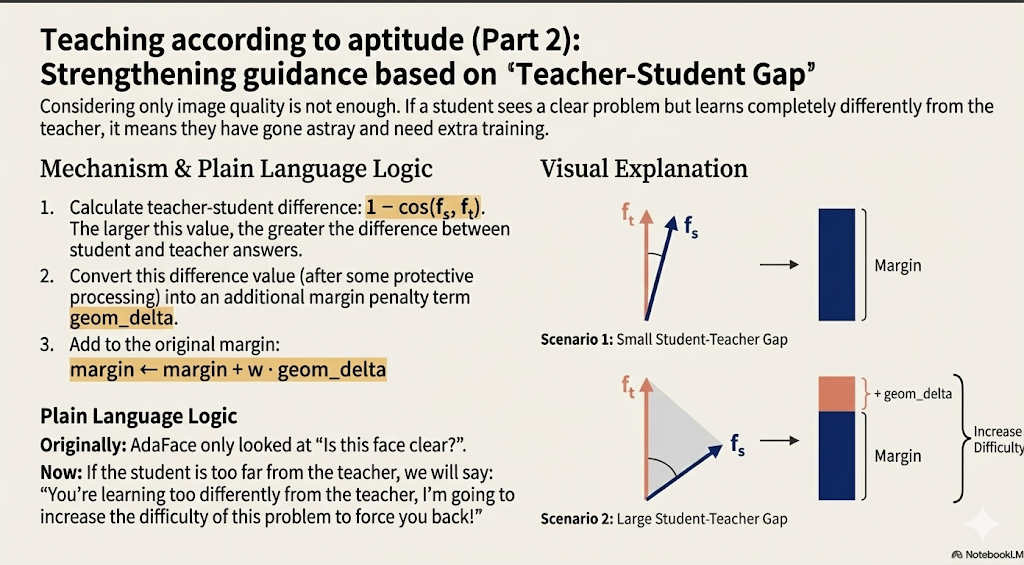 Teaching according to aptitude (Part 2):
Strengthening guidance based on ‘Teacher-Student Gap’
Considering only image quality is not enough. If a student sees a clear problem but learns completely differently from the
teacher, it means they have gone astray and need extra training.
Mechanism & Plain Language Logic
1. Calculate teacher-student difference: 1 − cos(fₛ, fₜ).
The larger this value, the greater the difference between
student and teacher answers.
2. Convert this difference value (after some protective
processing) into an additional margin penalty term
geom_delta.
3. Add to the original margin:
margin ← margin + w · geom_delta
Plain Language Logic
Originally: AdaFace only looked at “Is this face clear?”.
Now: If the student is too far from the teacher, we will say:
“You’re learning too differently from the teacher, I’m going to
increase the difficulty of this problem to force you back!”
Visual Explanation
fₜ
fₛ
Margin
Scenario 1: Small Student-Teacher Gap
fₜ
fₛ
+ geom_delta
Margin
Increase
Difficulty
Scenario 2: Large Student-Teacher Gap
NotebookLM